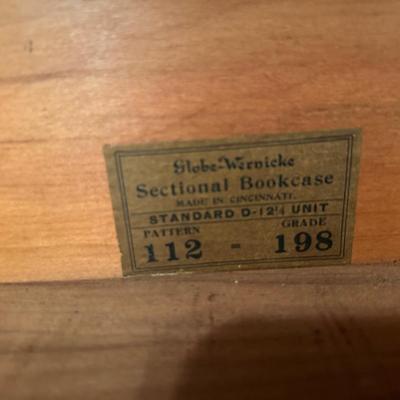 Globe-Wernicke
Sectional Bookcase
MADE IN CINCINNATI.
STANDARD D-12¼ UNIT
PATTERN GRADE
112 - 198